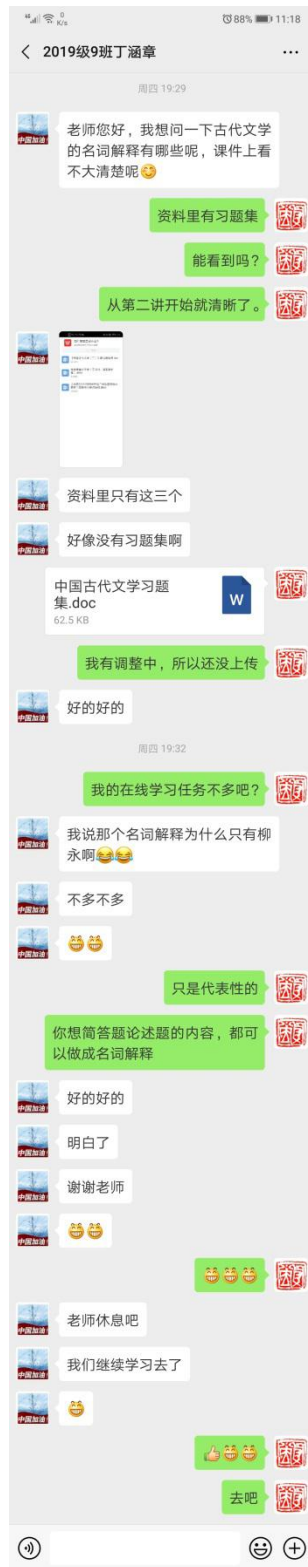 0
K/s
88%
11:18
2019级9班丁涵章
周四 19:29
老师您好，我想问一下古代文学
的名词解释有哪些呢，课件上看
不大清楚呢
资料里有习题集
能看到吗？
从第二讲开始就清晰了。
资料里只有这三个
好像没有习题集啊
中国古代文学习题
集.doc
W
62.5 KB
我有调整中，所以还没上传
好的好的
周四 19:32
我的在线学习任务不多吧？
我说那个名词解释为什么只有柳
永啊
不多不多
只是代表性的
你想简答题论述题的内容，都可
以做成名词解释
好的好的
明白了
谢谢老师
老师休息吧
我们继续学习去了
去吧
中国加油!